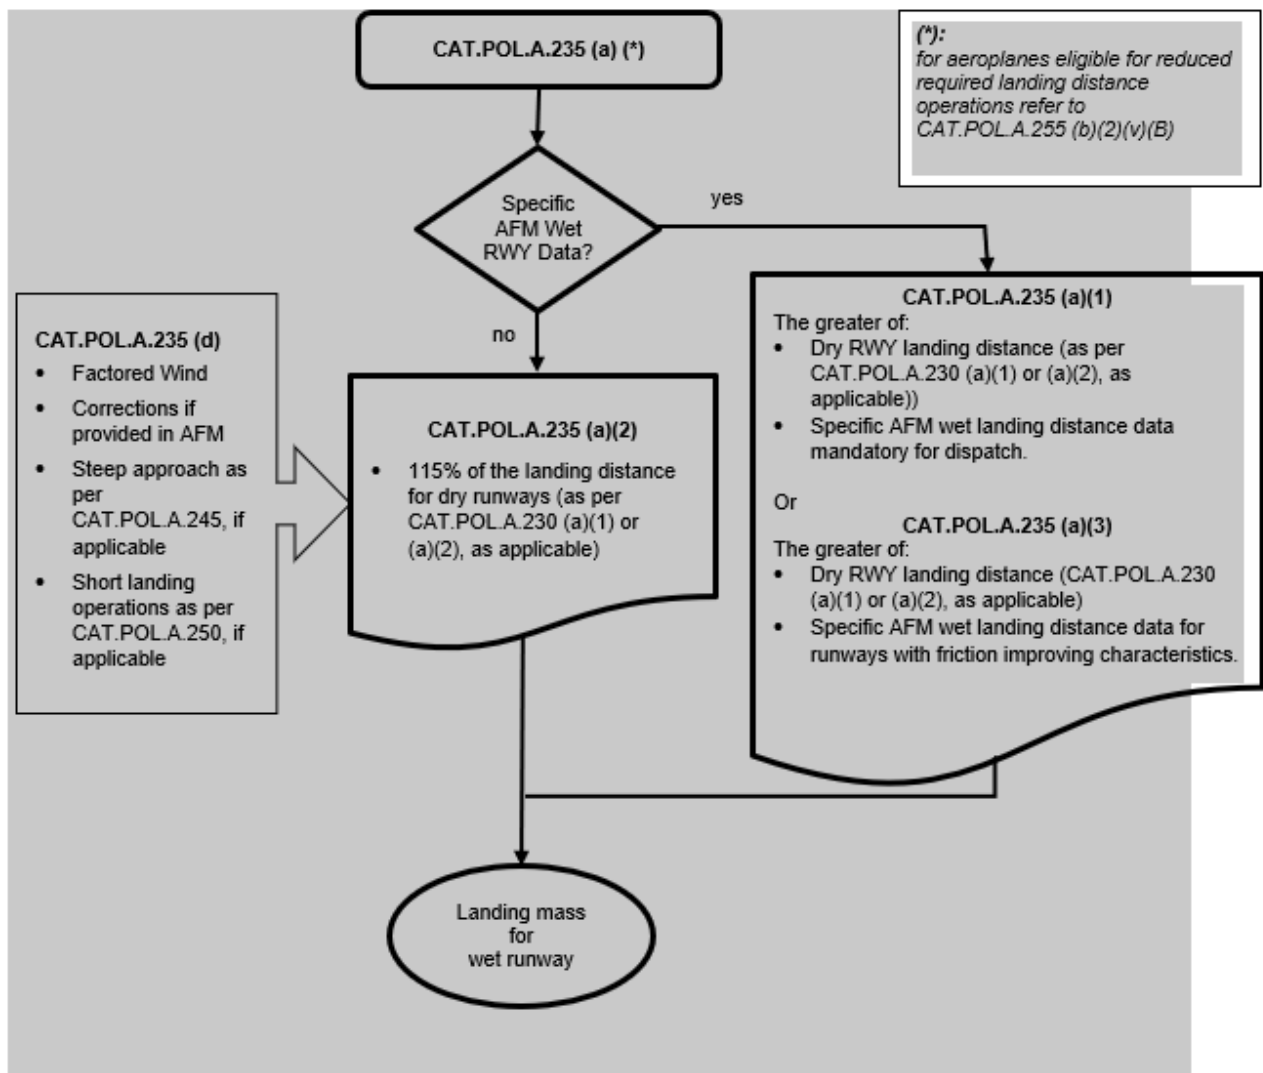 CAT.POL.A.235 (a) (*)
(*):
for aeroplanes eligible for reduced
required landing distance
operations refer to
CAT.POL.A.255 (b)(2)(v)(B)
Specific
AFM Wet
RWY Data?
yes
no
CAT.POL.A.235 (d)
• Factored Wind
• Corrections if
provided in AFM
• Steep approach as
per
CAT.POL.A.245, if
applicable
• Short landing
operations as per
CAT.POL.A.250, if
applicable
CAT.POL.A.235 (a)(2)
• 115% of the landing distance
for dry runways (as per
CAT.POL.A.230 (a)(1) or
(a)(2), as applicable)
CAT.POL.A.235 (a)(1)
The greater of:
• Dry RWY landing distance (as per
CAT.POL.A.230 (a)(1) or (a)(2), as
applicable))
• Specific AFM wet landing distance data
mandatory for dispatch.
Or
CAT.POL.A.235 (a)(3)
The greater of:
• Dry RWY landing distance (CAT.POL.A.230
(a)(1) or (a)(2), as applicable)
• Specific AFM wet landing distance data for
runways with friction improving characteristics.
Landing mass
for
wet runway